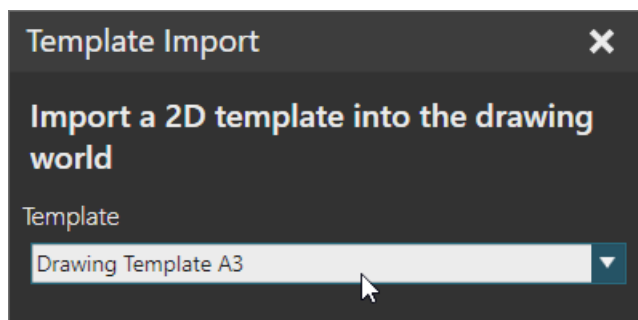 Template Import
Import a 2D template into the drawing
world
Template
Drawing Template A3